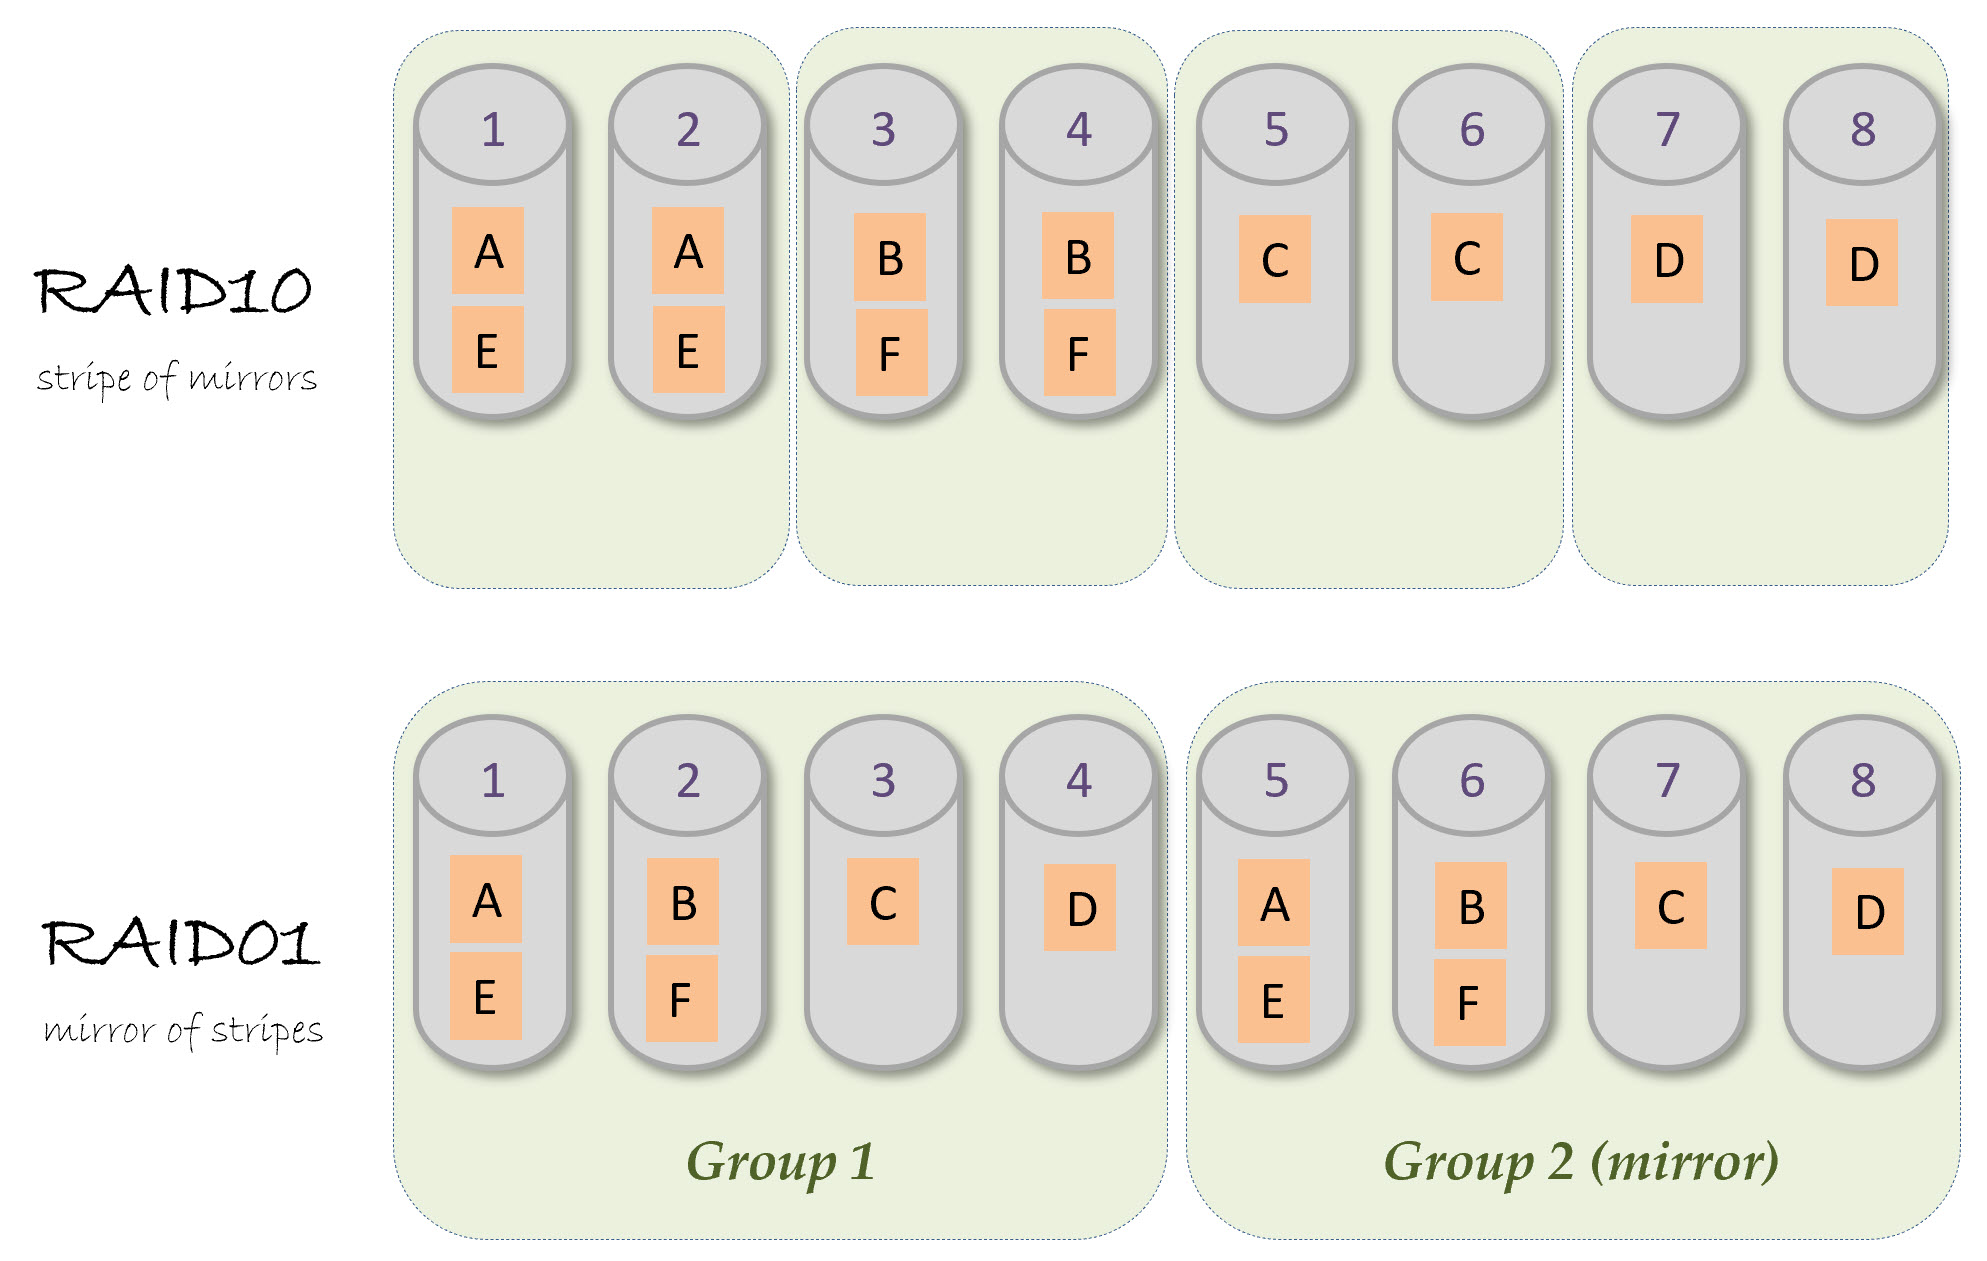 1 2 3 4 5 6 7 8
A A B B C C D D
E E F F
RAID10
stripe of mirrors
1 2 3 4 5 6 7 8
A B C D A B C D
E F E F
RAID01
mirror of stripes
Group 1 Group 2 (mirror)